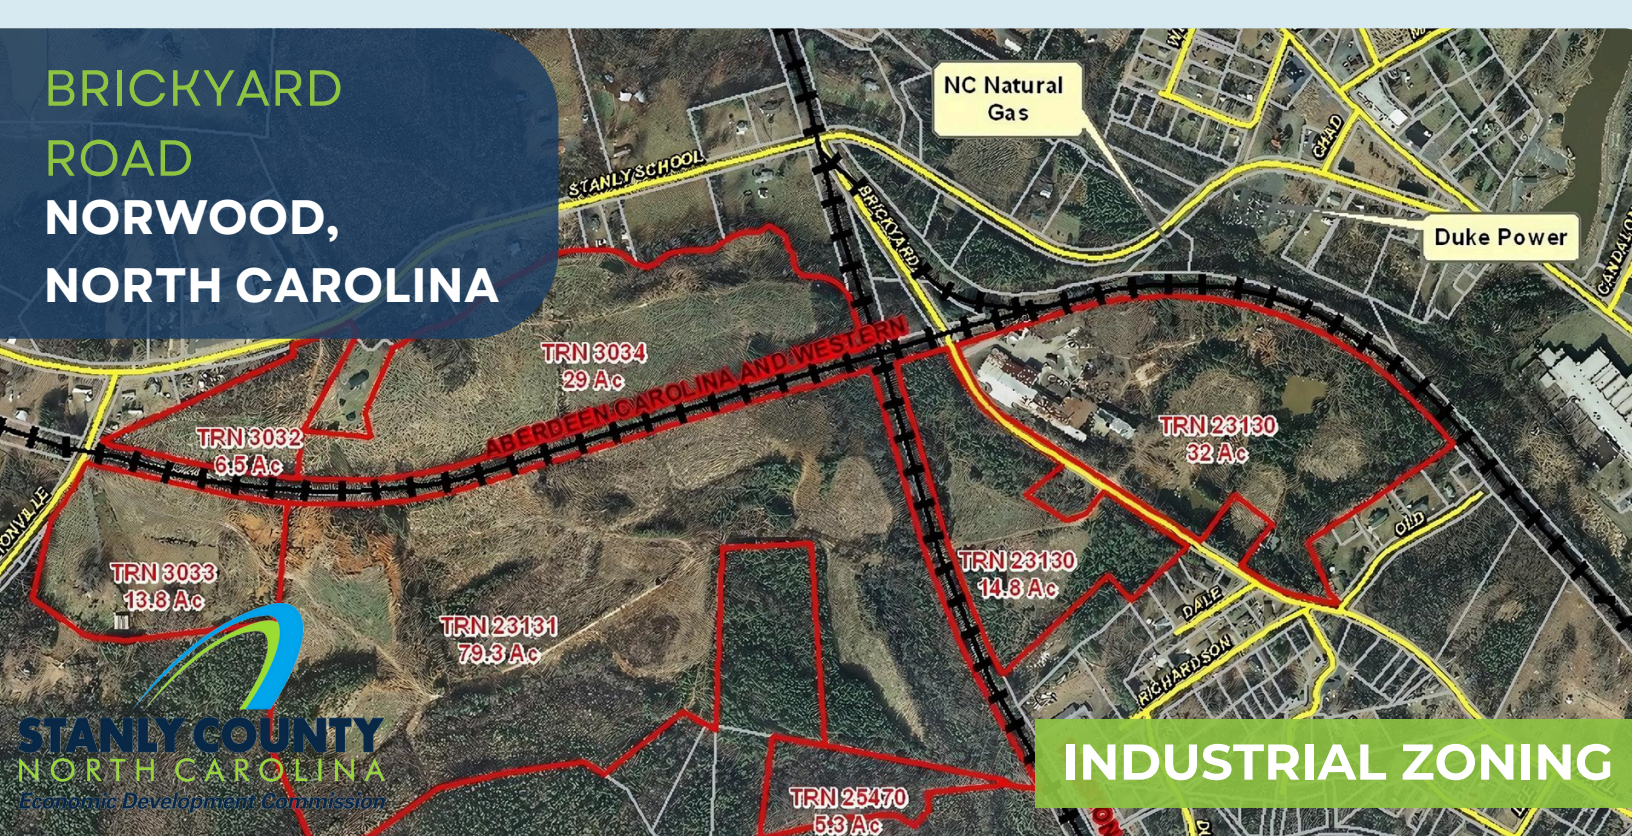 BRICKYARD
ROAD
NORWOOD,
NORTH CAROLINA
NC Natural
Gas
Duke Power
CHAD
STANLY SCHOOL
BRICKYARD
ABERDEEN CAROLINA AND WESTERN
TRN 3034
29 Ac
TRN 3032
6.5 Ac
TRN 23130
32 Ac
TRN 3033
13.8 Ac
TRN 23131
79.3 Ac
TRN 23130
14.8 Ac
OLD
DALE
RICHARDSON
TRN 25470
5.3 Ac
STANLY COUNTY
NORTH CAROLINA
Economic Development Commission
INDUSTRIAL ZONING